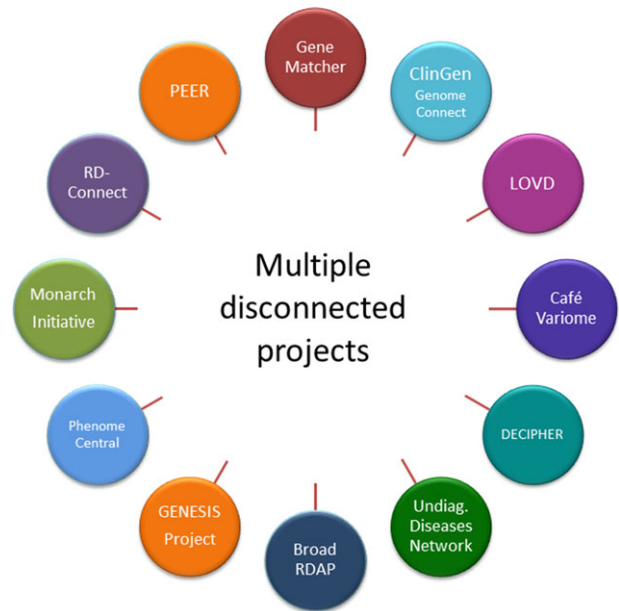 Gene
Matcher
ClinGen
Genome
Connect
LOVD
Café
Variome
DECIPHER
Undiag.
Diseases
Network
Broad
RDAP
GENESIS
Project
Phenome
Central
Monarch
Initiative
RD-
Connect
PEER
Multiple
disconnected
projects